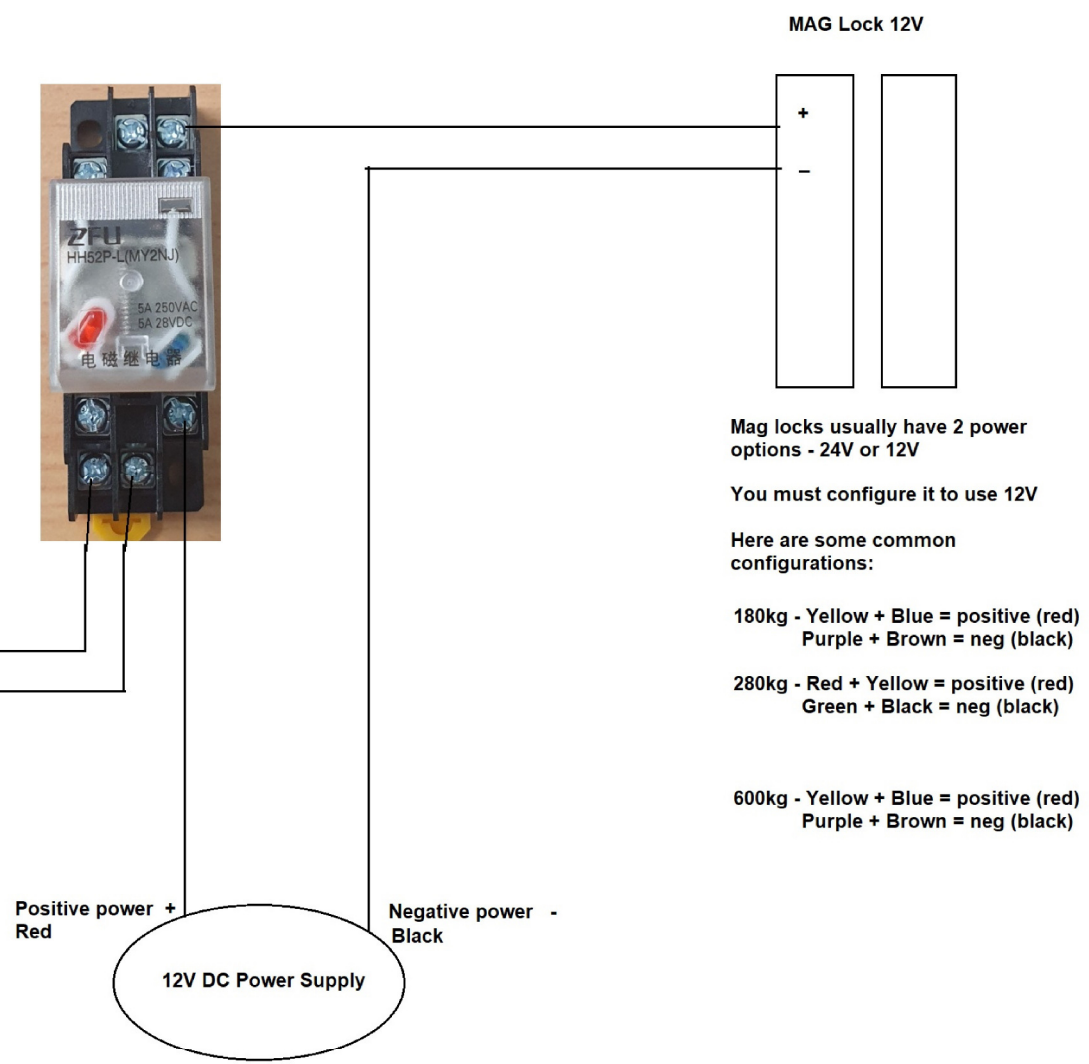 MAG Lock 12V
+
–
ZFU
HH52P-L(MY2NJ)
5A 250VAC
5A 28VDC
电磁继电器
Mag locks usually have 2 power
options - 24V or 12V
You must configure it to use 12V
Here are some common
configurations:
180kg - Yellow + Blue = positive (red)
Purple + Brown = neg (black)
280kg - Red + Yellow = positive (red)
Green + Black = neg (black)
600kg - Yellow + Blue = positive (red)
Purple + Brown = neg (black)
Positive power +
Red
Negative power -
Black
12V DC Power Supply